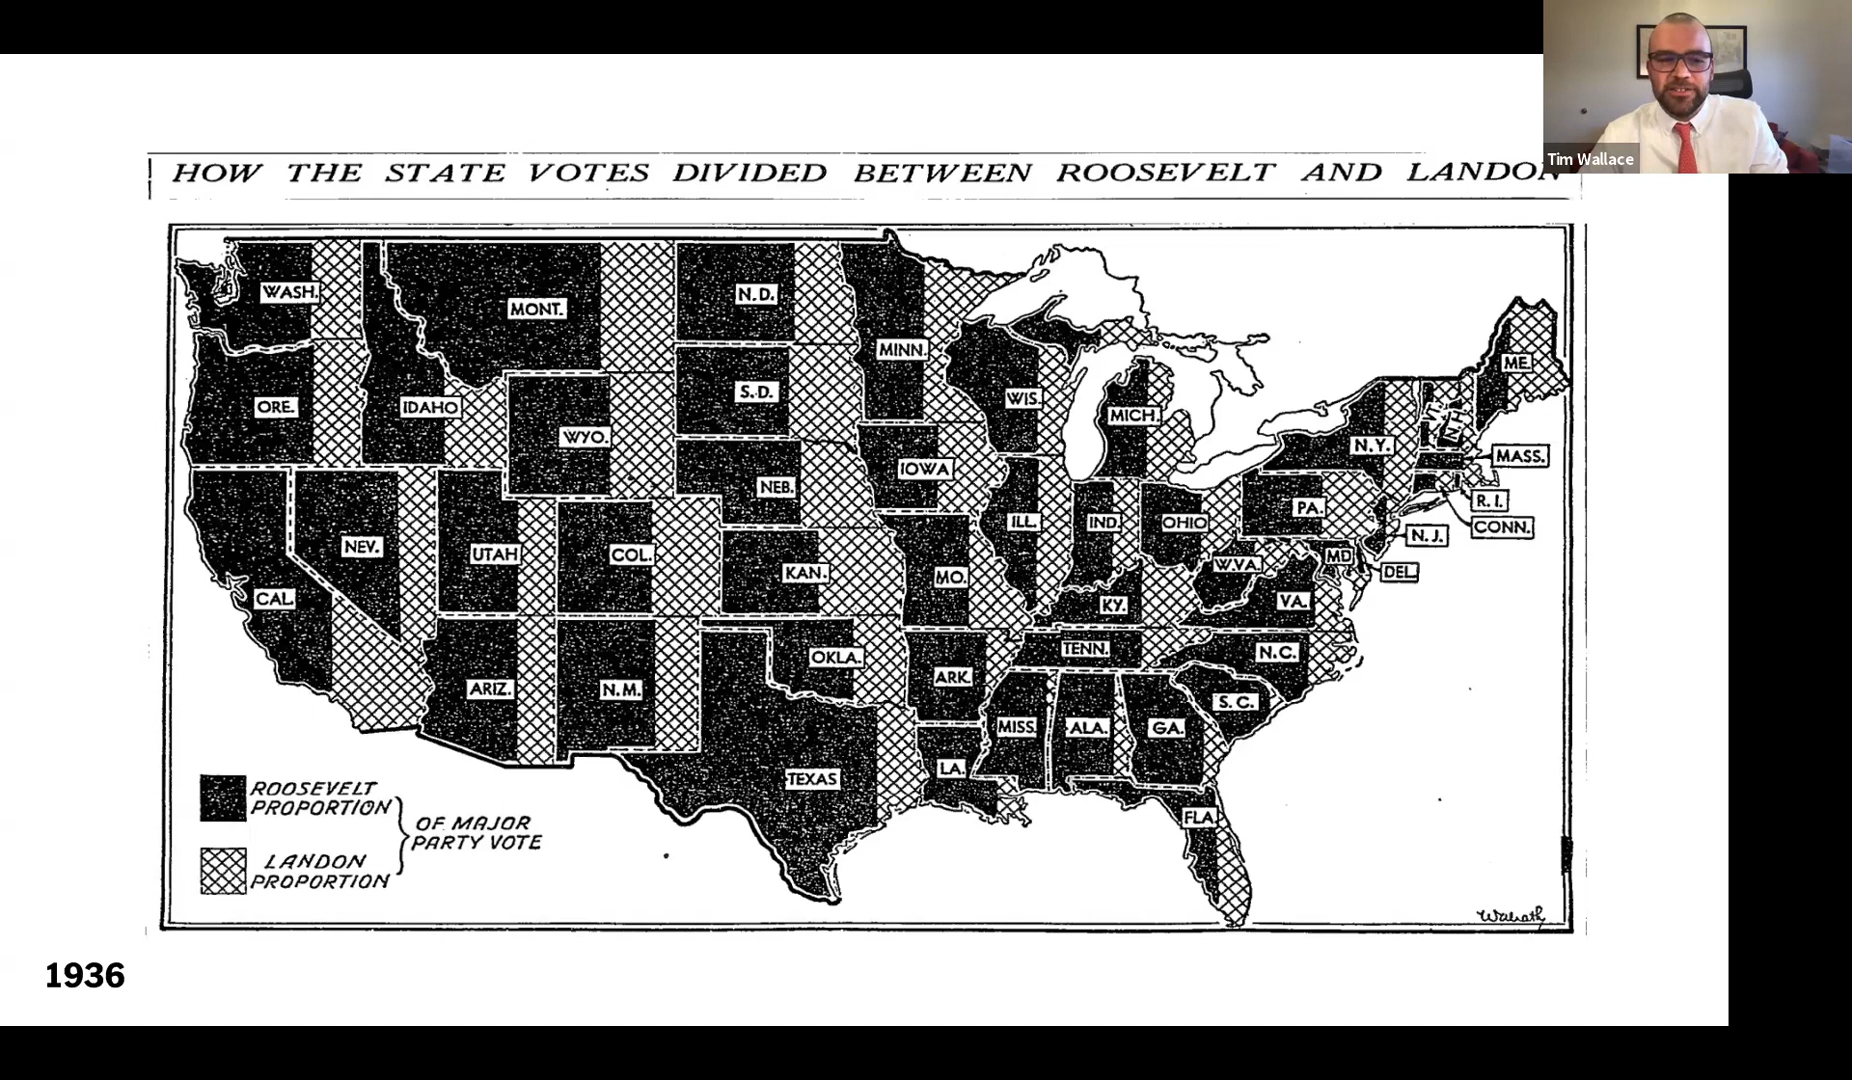 Tim Wallace
HOW THE STATE VOTES DIVIDED BETWEEN ROOSEVELT AND LANDON
WASH.
MONT.
N.D.
MINN.
ORE.
IDAHO
WYO.
S.D.
WIS.
MICH.
ME.
VT.
N.H.
N.Y.
MASS.
NEB.
IOWA
PA.
R.I.
CONN.
NEV.
UTAH
COL.
KAN.
ILL.
IND.
OHIO
N.J.
MO.
W.VA.
MD
DEL.
CAL.
KY.
VA.
TENN.
N.C.
OKLA.
ARK.
ARIZ.
N.M.
S.C.
MISS.
ALA.
GA.
TEXAS
LA.
FLA.
ROOSEVELT
PROPORTION
LANDON
PROPORTION
OF MAJOR
PARTY VOTE
1936